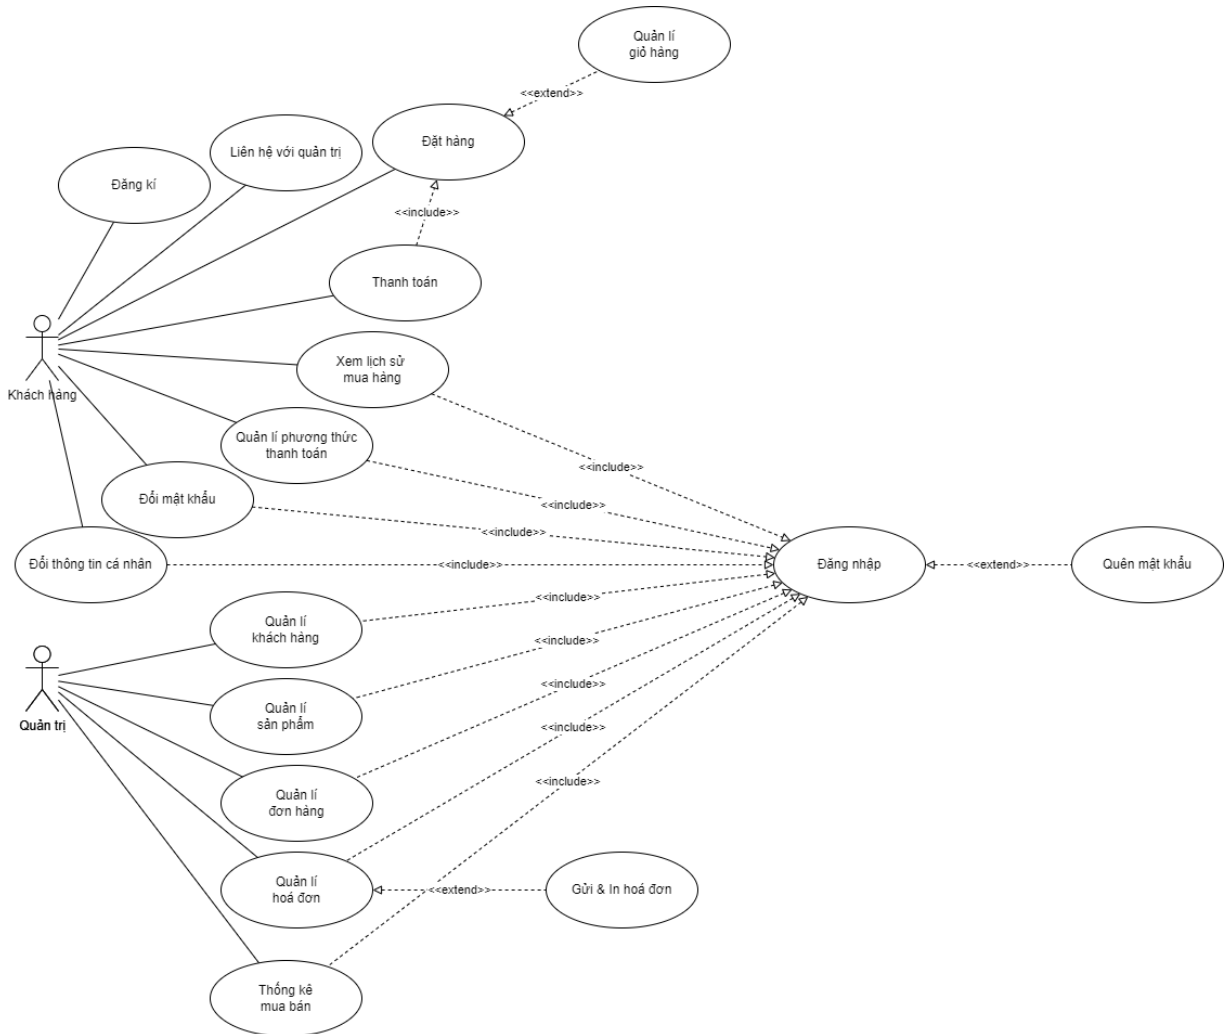 Quản lí
giỏ hàng
<<extend>>
Đặt hàng
Liên hệ với quản trị
Đăng kí
<<include>>
Thanh toán
Xem lịch sử
mua hàng
Khách hàng
Quản lí phương thức
thanh toán
<<include>>
Đổi mật khẩu
<<include>>
<<include>>
Đổi thông tin cá nhân
<<include>>
Đăng nhập
<<extend>>
Quên mật khẩu
Quản lí
khách hàng
<<include>>
<<include>>
Quản trị
Quản lí
sản phẩm
<<include>>
<<include>>
Quản lí
đơn hàng
<<include>>
Quản lí
hoá đơn
<<extend>>
Gửi & In hoá đơn
Thống kê
mua bán